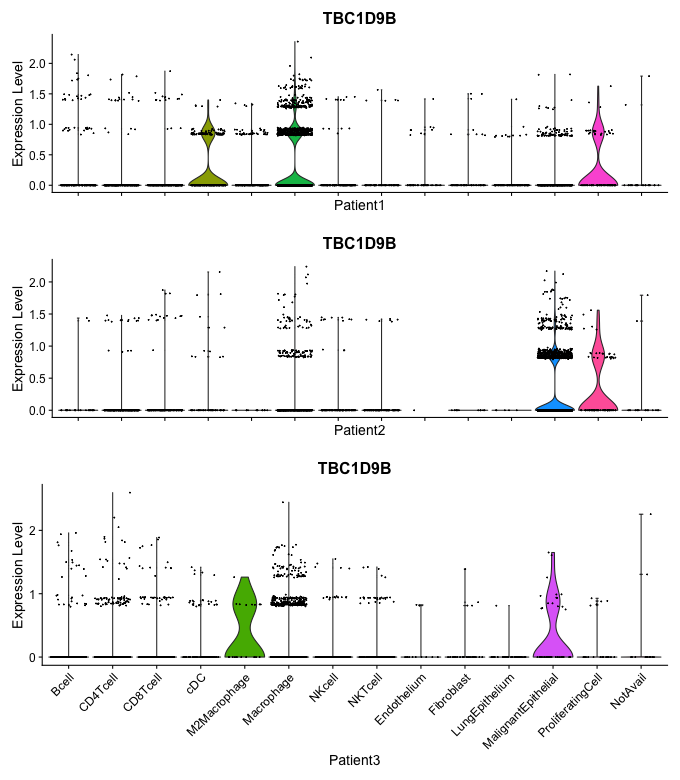 TBC1D9B
Expression Level
2.0
1.5
1.0
0.5
0.0
Patient1
TBC1D9B
Expression Level
2.0
1.5
1.0
0.5
0.0
Patient2
TBC1D9B
Expression Level
2
1
0
Bcell
CD4Tcell
CD8Tcell
cDC
M2Macrophage
Macrophage
NKcell
NKTcell
Endothelium
Fibroblast
LungEpithelium
MalignantEpithelial
ProliferatingCell
NotAvail
Patient3